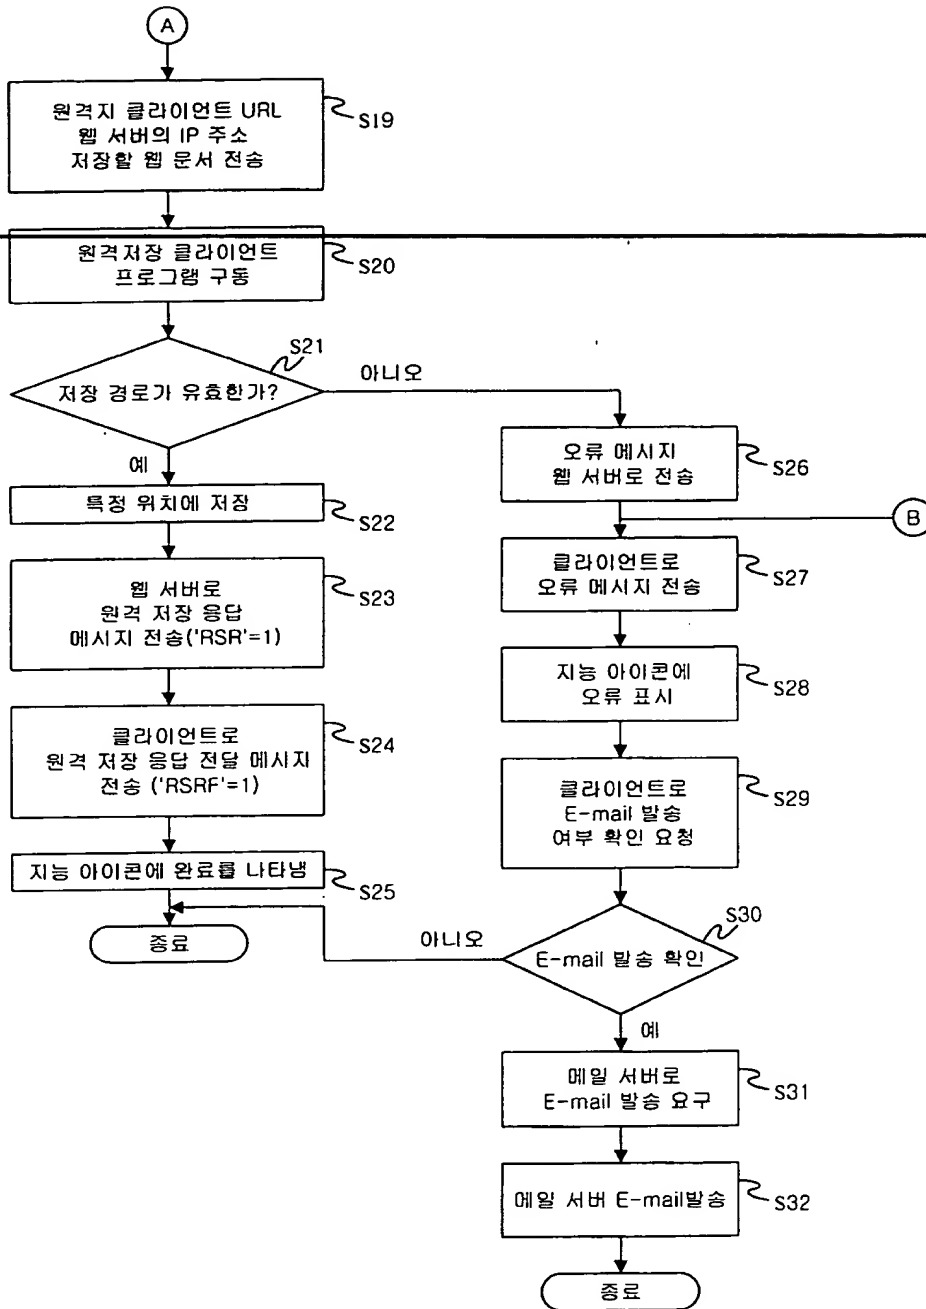 A
원격지 클라이언트 URL
웹 서버의 IP 주소
저장할 웹 문서 전송
S19
원격저장 클라이언트
프로그램 구동
S20
S21
저장 경로가 유효한가?
아니오
예
특정 위치에 저장
S22
웹 서버로
원격 저장 응답
메시지 전송('RSR'=1)
S23
클라이언트로
원격 저장 응답 전달 메시지
전송 ('RSRF'=1)
S24
지능 아이콘에 완료를 나타냉
S25
종료
오류 메시지
웹 서버로 전송
S26
B
클라이언트로
오류 메시지 전송
S27
지능 아이콘에
오류 표시
S28
클라이언트로
E-mail 발송
여부 확인 요청
S29
S30
E-mail 발송 확인
아니오
예
메일 서버로
E-mail 발송 요구
S31
메일 서버 E-mail발송
S32
종료